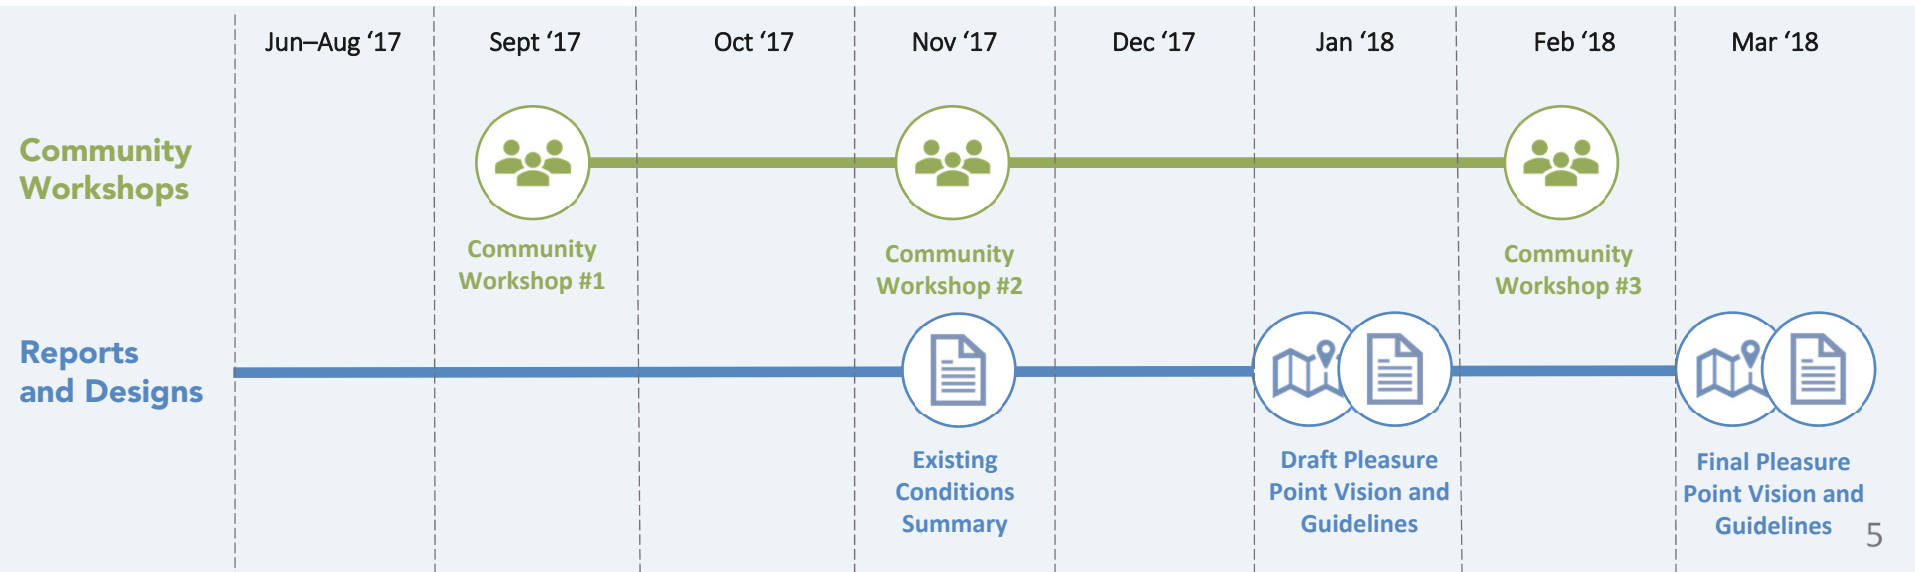 Jun–Aug ‘17
Sept ‘17
Oct ‘17
Nov ‘17
Dec ‘17
Jan ‘18
Feb ‘18
Mar ‘18
Community
Workshops
Community
Workshop #1
Community
Workshop #2
Community
Workshop #3
Reports
and Designs
Existing
Conditions
Summary
Draft Pleasure
Point Vision and
Guidelines
Final Pleasure
Point Vision and
Guidelines
5